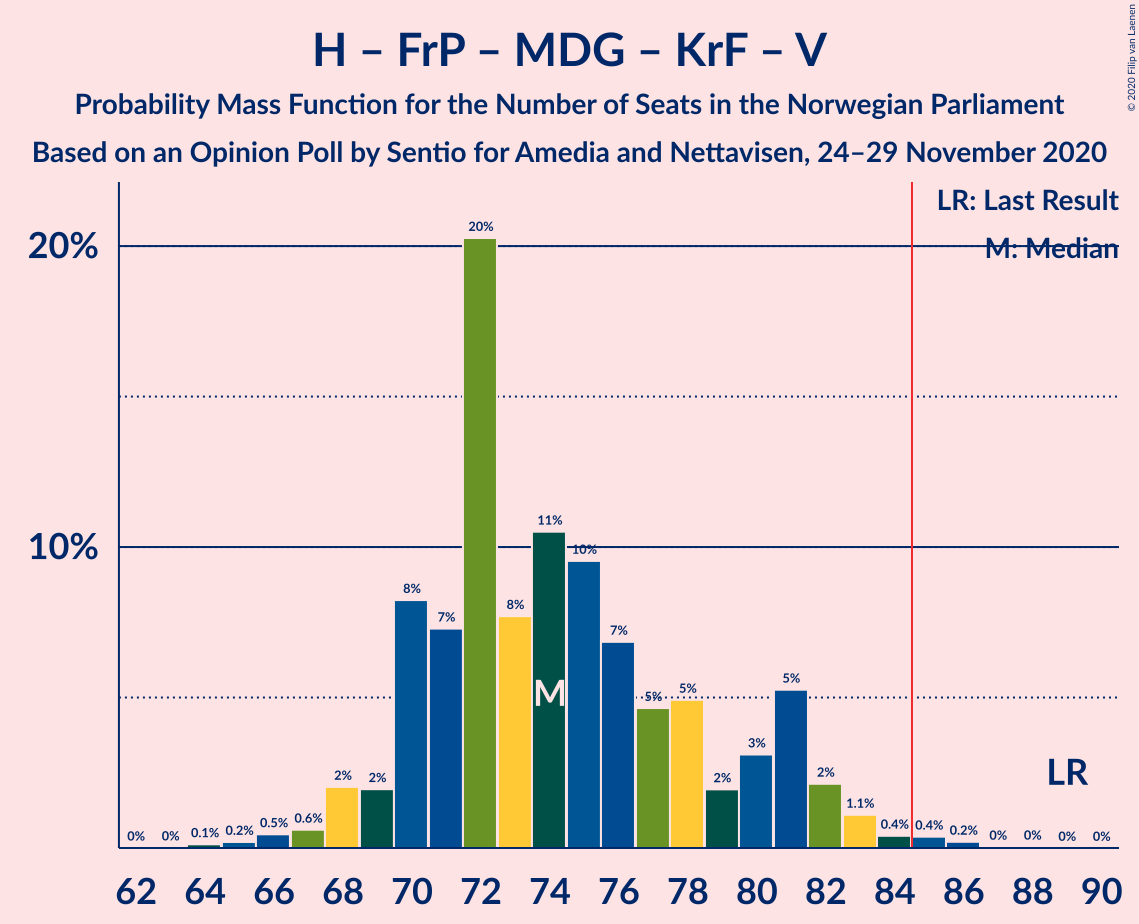 H – FrP – MDG – KrF – V
Probability Mass Function for the Number of Seats in the Norwegian Parliament
Based on an Opinion Poll by Sentio for Amedia and Nettavisen, 24–29 November 2020
© 2020 Filip van Laenen
LR: Last Result
M: Median
20%
10%
0% 0% 0.1% 0.2% 0.5% 0.6% 2% 2% 8% 7% 20% 8% 11% 10% 7% 5% 5% 2% 3% 5% 2% 1.1% 0.4% 0.4% 0.2% 0% 0% 0% 0%
M
LR
62 64 66 68 70 72 74 76 78 80 82 84 86 88 90